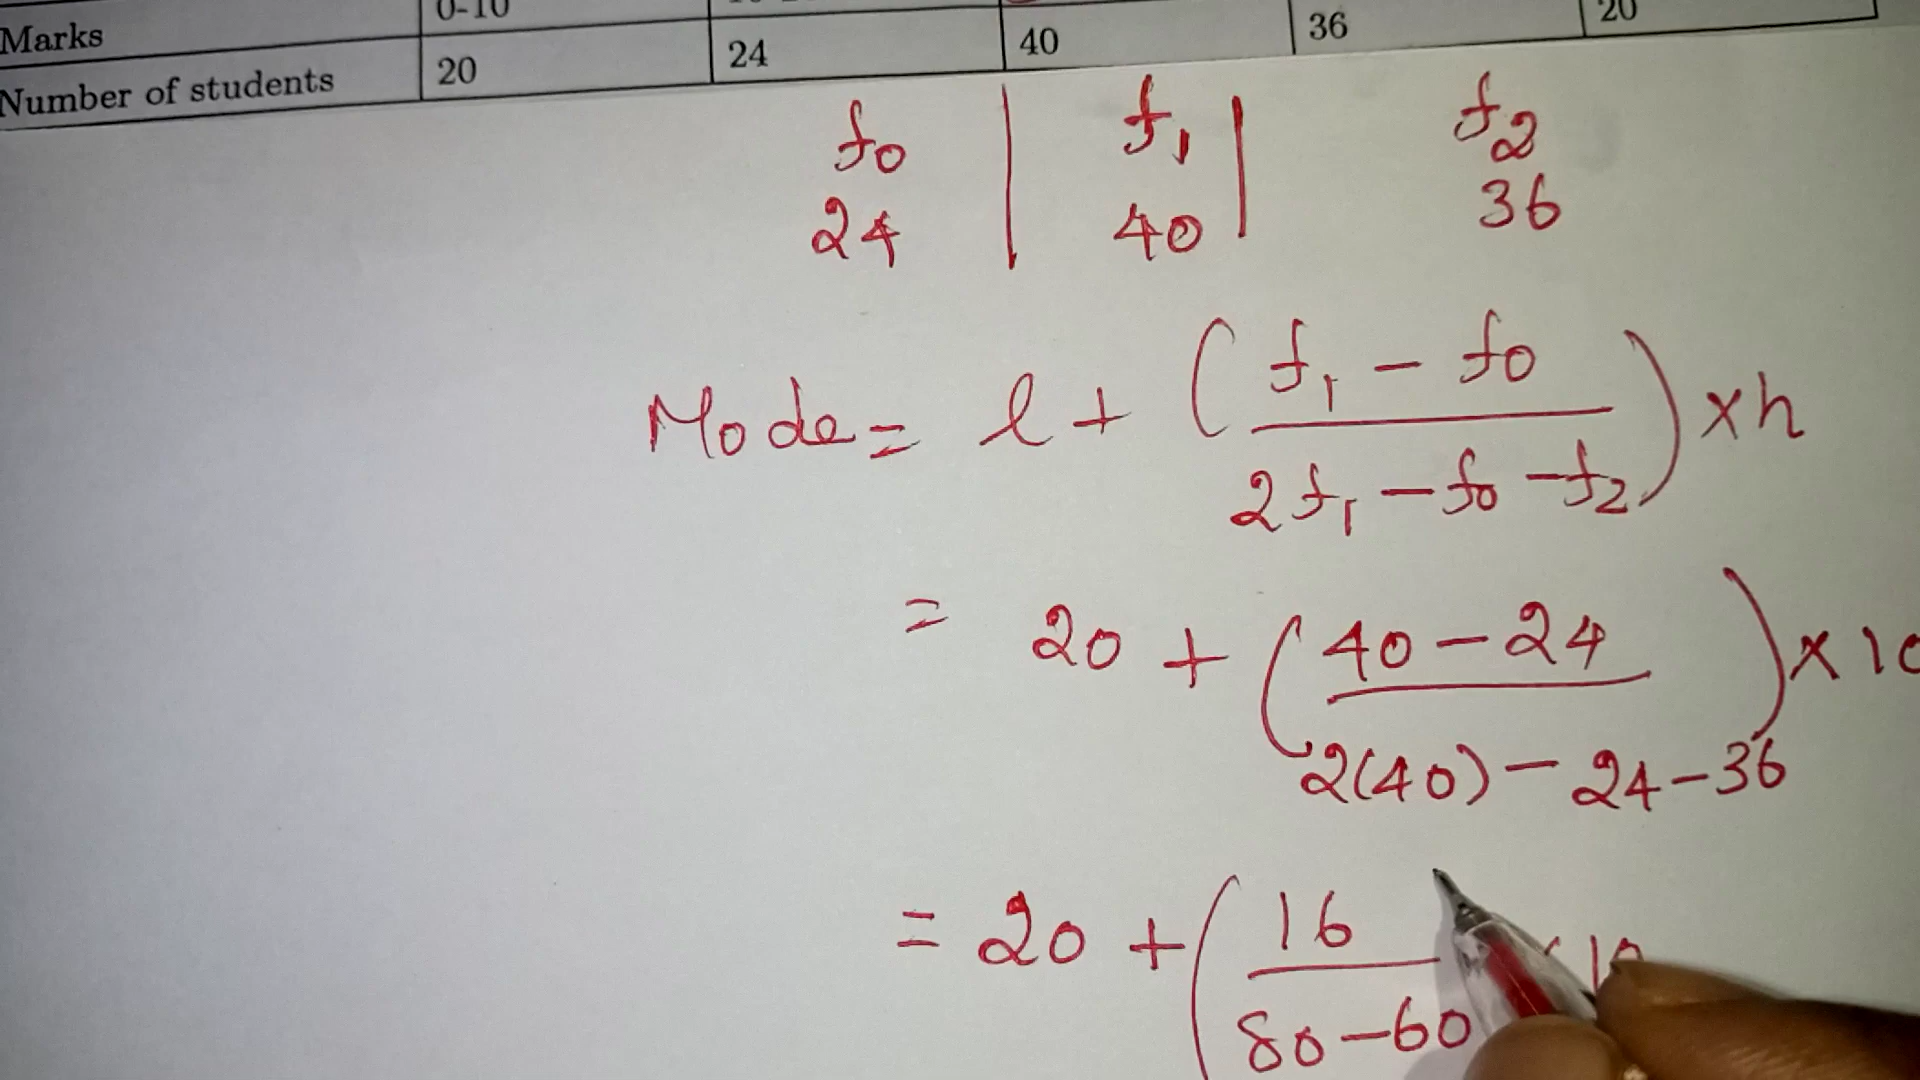 Marks 0-10
Number of students 20 24 40 36 20
f0 | f1 | f2
24 | 40 | 36
Mode = l + ( f1 - f0 / 2f1 - f0 - f2 ) × h
= 20 + ( 40 - 24 / 2(40) - 24 - 36 ) × 10
= 20 + ( 16 / 80 - 60 × 10